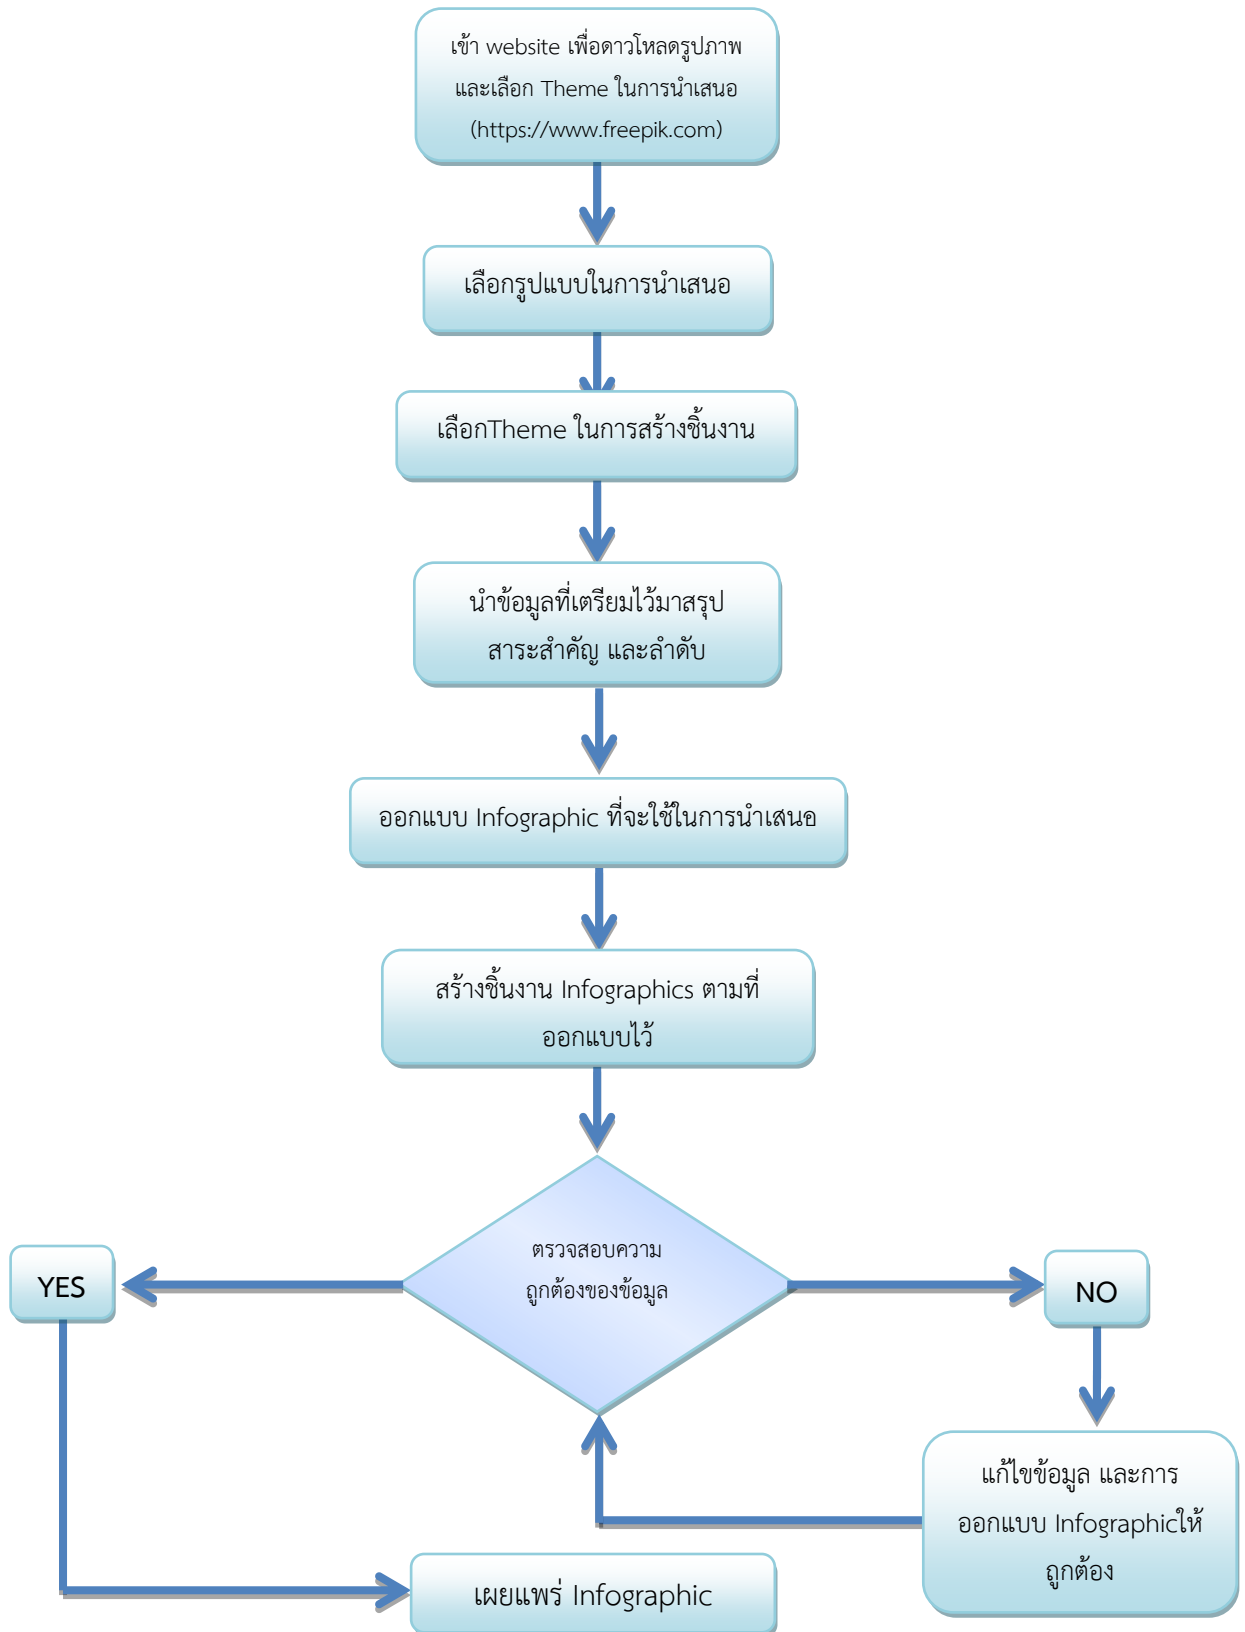 เข้า website เพื่อดาวโหลดรูปภาพ
และเลือก Theme ในการนำเสนอ
(https://www.freepik.com)
เลือกรูปแบบในการนำเสนอ
เลือกTheme ในการสร้างชิ้นงาน
นำข้อมูลที่เตรียมไว้มาสรุป
สาระสำคัญ และลำดับ
ออกแบบ Infographic ที่จะใช้ในการนำเสนอ
สร้างชิ้นงาน Infographics ตามที่
ออกแบบไว้
ตรวจสอบความ
ถูกต้องของข้อมูล
YES
NO
แก้ไขข้อมูล และการ
ออกแบบ Infographicให้
ถูกต้อง
เผยแพร่ Infographic